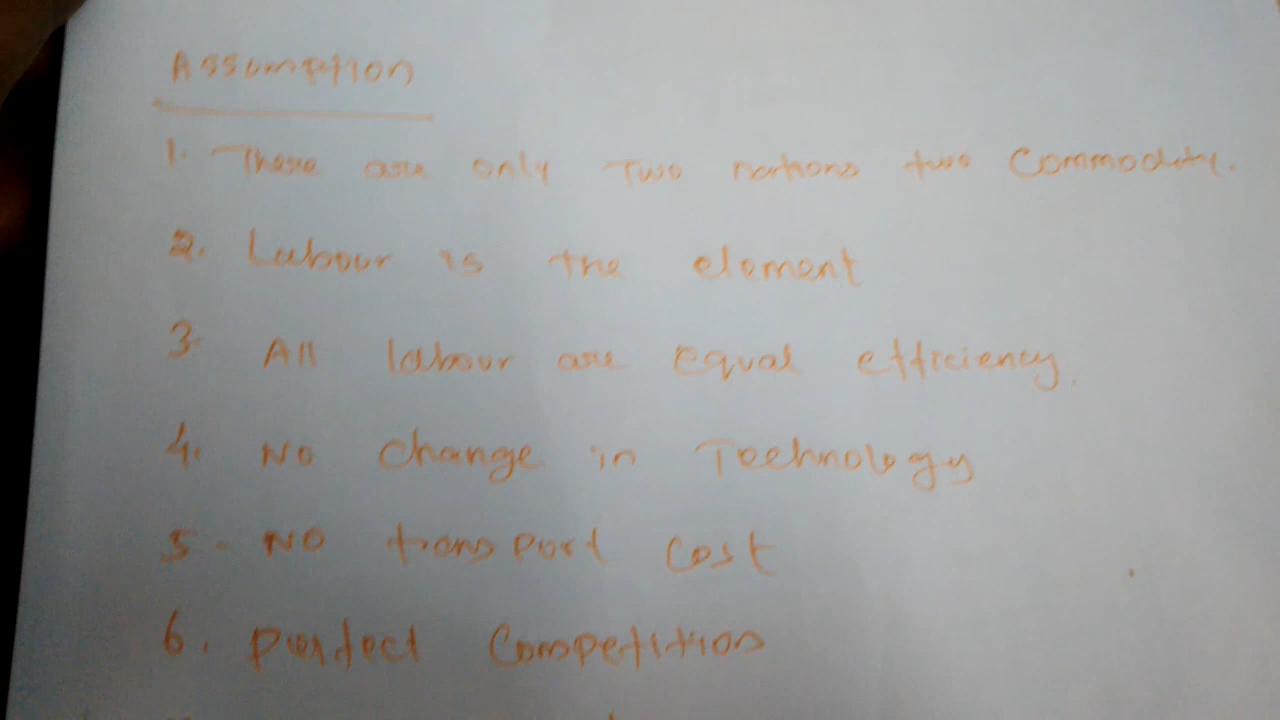 Assumption
1. There are only Two nations two Commodity.
2. Labour is the element
3. All labour are equal efficiency.
4. No change in Technology
5. NO transport cost
6. Perfect Competition